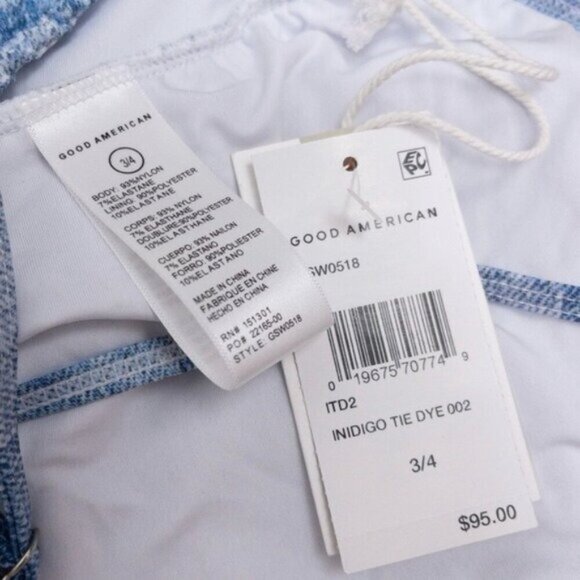 GOOD AMERICAN
3/4
BODY: 93%NYLON
7%ELASTANE
LINING: 90%POLYESTER
10%ELASTANE
CORPS: 93% NYLON
7% ELASTHANE
DOUBLURE:90%POLYESTER
10%ELASTHANE
CUERPO: 93% NAILON
7% ELASTANO
FORRO: 90%POLIESTER
10%ELASTANO
MADE IN CHINA
FABRIQUÉ EN CHINE
HECHO EN CHINA
RN# 151301
PO# 22165-00
STYLE: GSW0518
GOOD AMERICAN
GSW0518
0 19675 70774 9
ITD2
INIDIGO TIE DYE 002
3/4
$95.00